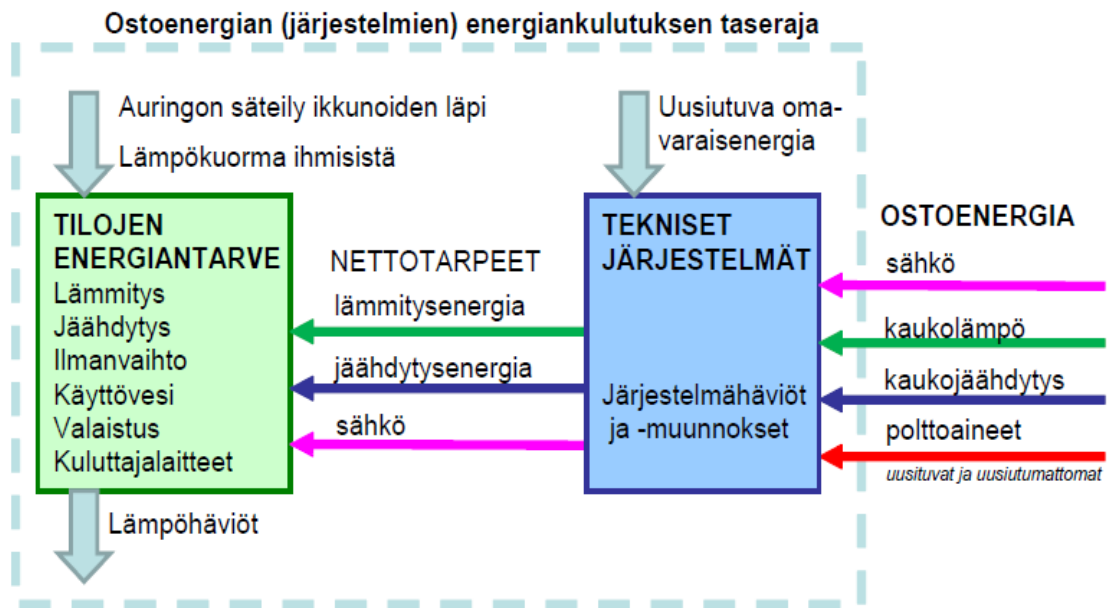 Ostoenergian (järjestelmien) energiankulutuksen taseraja
Auringon säteily ikkunoiden läpi
Lämpökuorma ihmisistä
Uusiutuva oma-
varaisenergia
TILOJEN
ENERGIANTARVE
Lämmitys
Jäähdytys
Ilmanvaihto
Käyttövesi
Valaistus
Kuluttajalaitteet
NETTOTARPEET
lämmitysenergia
jäähdytysenergia
sähkö
TEKNISET
JÄRJESTELMÄT
Järjestelmähäviöt
ja -muunnokset
OSTOENERGIA
sähkö
kaukolämpö
kaukojäähdytys
polttoaineet
uusituvat ja uusiutumattomat
Lämpöhäviöt